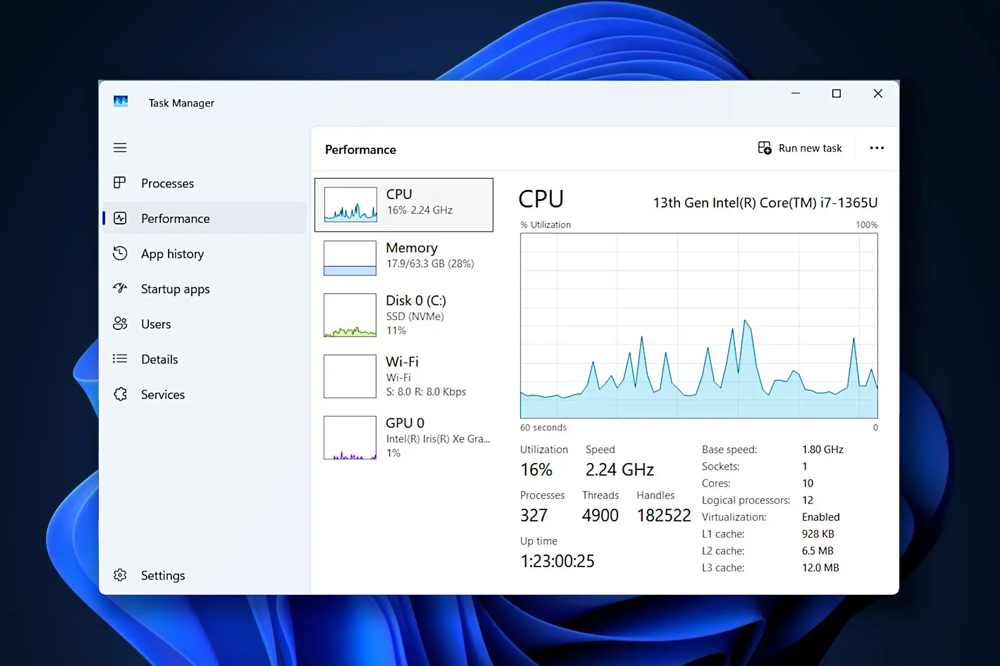 Task Manager
Processes
Performance
App history
Startup apps
Users
Details
Services
Settings
Performance
Run new task
CPU
16% 2.24 GHz
Memory
17.9/63.3 GB (28%)
Disk 0 (C:)
SSD (NVMe)
11%
Wi-Fi
Wi-Fi
S: 8.0 R: 8.0 Kbps
GPU 0
Intel(R) Iris(R) Xe Gra...
1%
CPU 13th Gen Intel(R) Core(TM) i7-1365U
% Utilization 100%
60 seconds 0
Utilization Speed
16% 2.24 GHz
Processes Threads Handles
327 4900 182522
Up time
1:23:00:25
Base speed: 1.80 GHz
Sockets: 1
Cores: 10
Logical processors: 12
Virtualization: Enabled
L1 cache: 928 KB
L2 cache: 6.5 MB
L3 cache: 12.0 MB